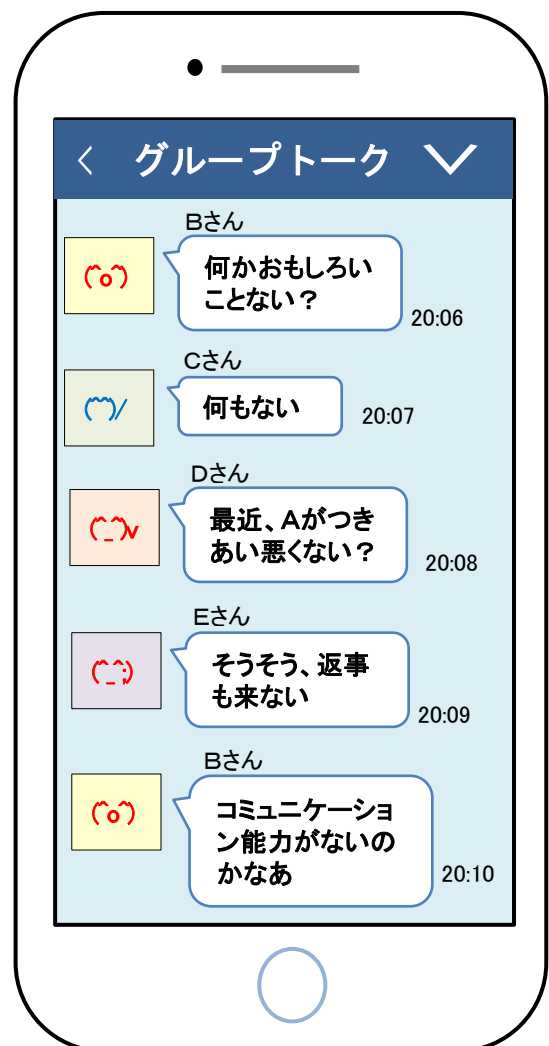 グループトーク
Bさん
何かおもしろい
ことない？
20:06
Cさん
何もない
20:07
Dさん
最近、Aがつき
あい悪くない？
20:08
Eさん
そうそう、返事
も来ない
20:09
Bさん
コミュニケーショ
ン能力がないの
かなあ
20:10